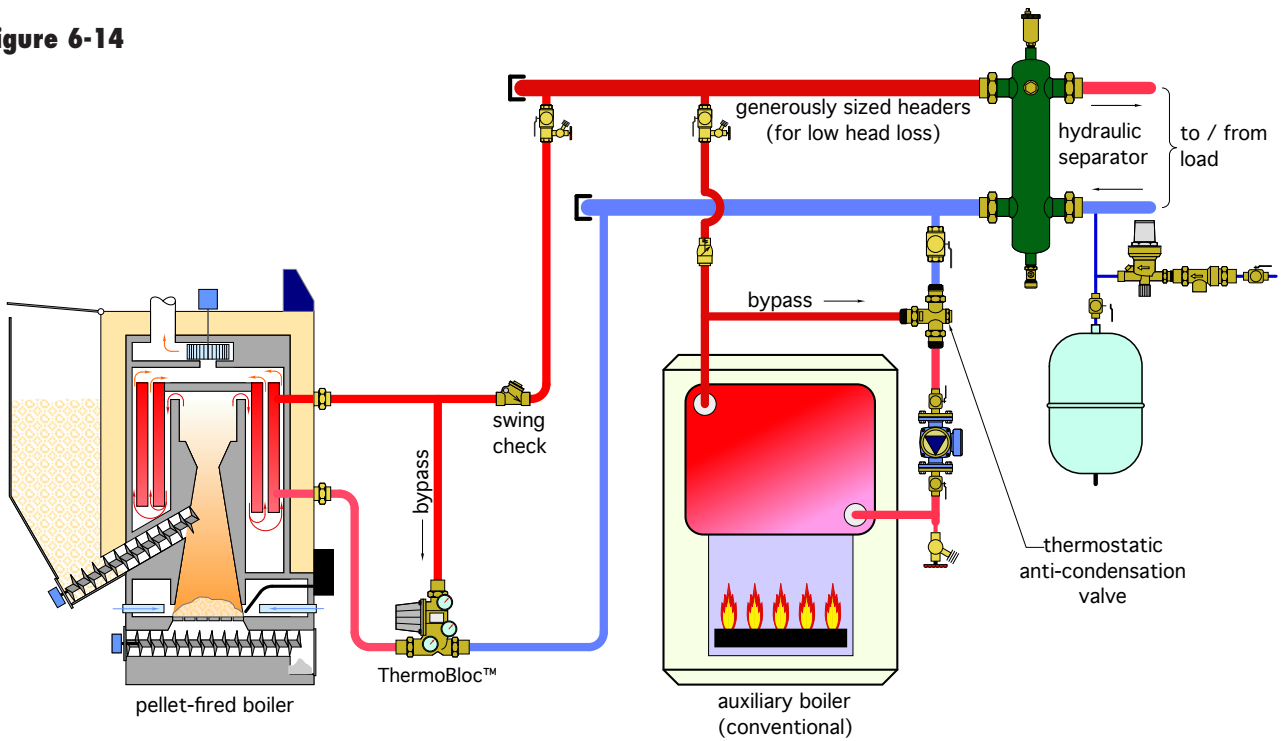 igure 6-14
generously sized headers
(for low head loss)
hydraulic
separator
to / from
load
bypass
swing
check
bypass
thermostatic
anti-condensation
valve
ThermoBloc™
pellet-fired boiler
auxiliary boiler
(conventional)